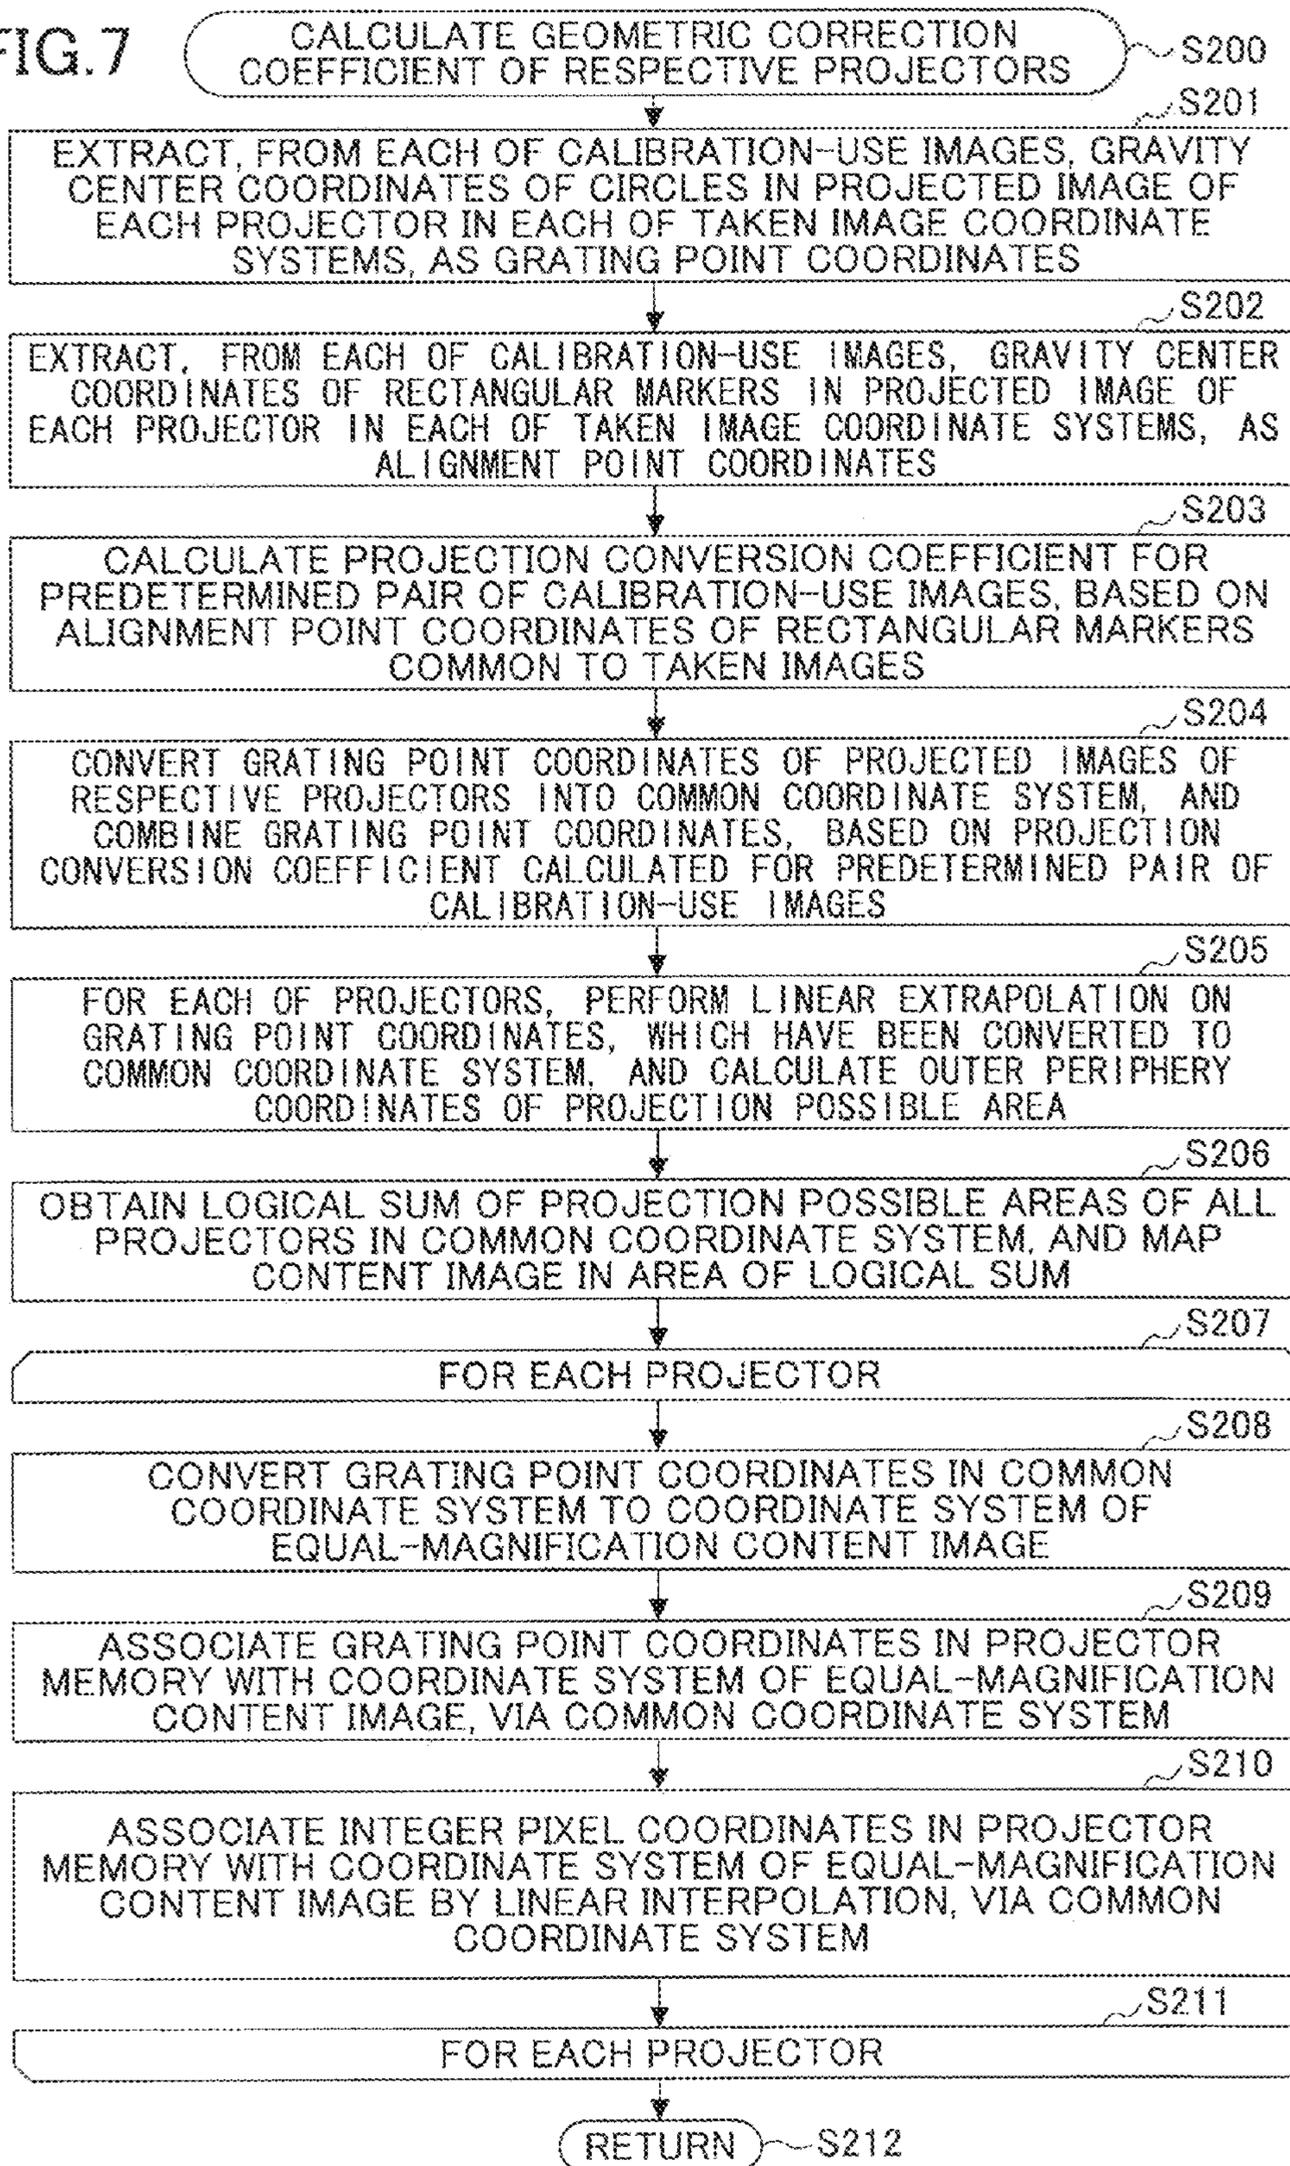 FIG.7
CALCULATE GEOMETRIC CORRECTION
COEFFICIENT OF RESPECTIVE PROJECTORS
S200
S201
EXTRACT, FROM EACH OF CALIBRATION-USE IMAGES, GRAVITY
CENTER COORDINATES OF CIRCLES IN PROJECTED IMAGE OF
EACH PROJECTOR IN EACH OF TAKEN IMAGE COORDINATE
SYSTEMS, AS GRATING POINT COORDINATES
S202
EXTRACT, FROM EACH OF CALIBRATION-USE IMAGES, GRAVITY CENTER
COORDINATES OF RECTANGULAR MARKERS IN PROJECTED IMAGE OF
EACH PROJECTOR IN EACH OF TAKEN IMAGE COORDINATE SYSTEMS, AS
ALIGNMENT POINT COORDINATES
S203
CALCULATE PROJECTION CONVERSION COEFFICIENT FOR
PREDETERMINED PAIR OF CALIBRATION-USE IMAGES, BASED ON
ALIGNMENT POINT COORDINATES OF RECTANGULAR MARKERS
COMMON TO TAKEN IMAGES
S204
CONVERT GRATING POINT COORDINATES OF PROJECTED IMAGES OF
RESPECTIVE PROJECTORS INTO COMMON COORDINATE SYSTEM, AND
COMBINE GRATING POINT COORDINATES, BASED ON PROJECTION
CONVERSION COEFFICIENT CALCULATED FOR PREDETERMINED PAIR OF
CALIBRATION-USE IMAGES
S205
FOR EACH OF PROJECTORS, PERFORM LINEAR EXTRAPOLATION ON
GRATING POINT COORDINATES, WHICH HAVE BEEN CONVERTED TO
COMMON COORDINATE SYSTEM, AND CALCULATE OUTER PERIPHERY
COORDINATES OF PROJECTION POSSIBLE AREA
S206
OBTAIN LOGICAL SUM OF PROJECTION POSSIBLE AREAS OF ALL
PROJECTORS IN COMMON COORDINATE SYSTEM, AND MAP
CONTENT IMAGE IN AREA OF LOGICAL SUM
S207
FOR EACH PROJECTOR
S208
CONVERT GRATING POINT COORDINATES IN COMMON
COORDINATE SYSTEM TO COORDINATE SYSTEM OF
EQUAL-MAGNIFICATION CONTENT IMAGE
S209
ASSOCIATE GRATING POINT COORDINATES IN PROJECTOR
MEMORY WITH COORDINATE SYSTEM OF EQUAL-MAGNIFICATION
CONTENT IMAGE, VIA COMMON COORDINATE SYSTEM
S210
ASSOCIATE INTEGER PIXEL COORDINATES IN PROJECTOR
MEMORY WITH COORDINATE SYSTEM OF EQUAL-MAGNIFICATION
CONTENT IMAGE BY LINEAR INTERPOLATION, VIA COMMON
COORDINATE SYSTEM
S211
FOR EACH PROJECTOR
RETURN
S212